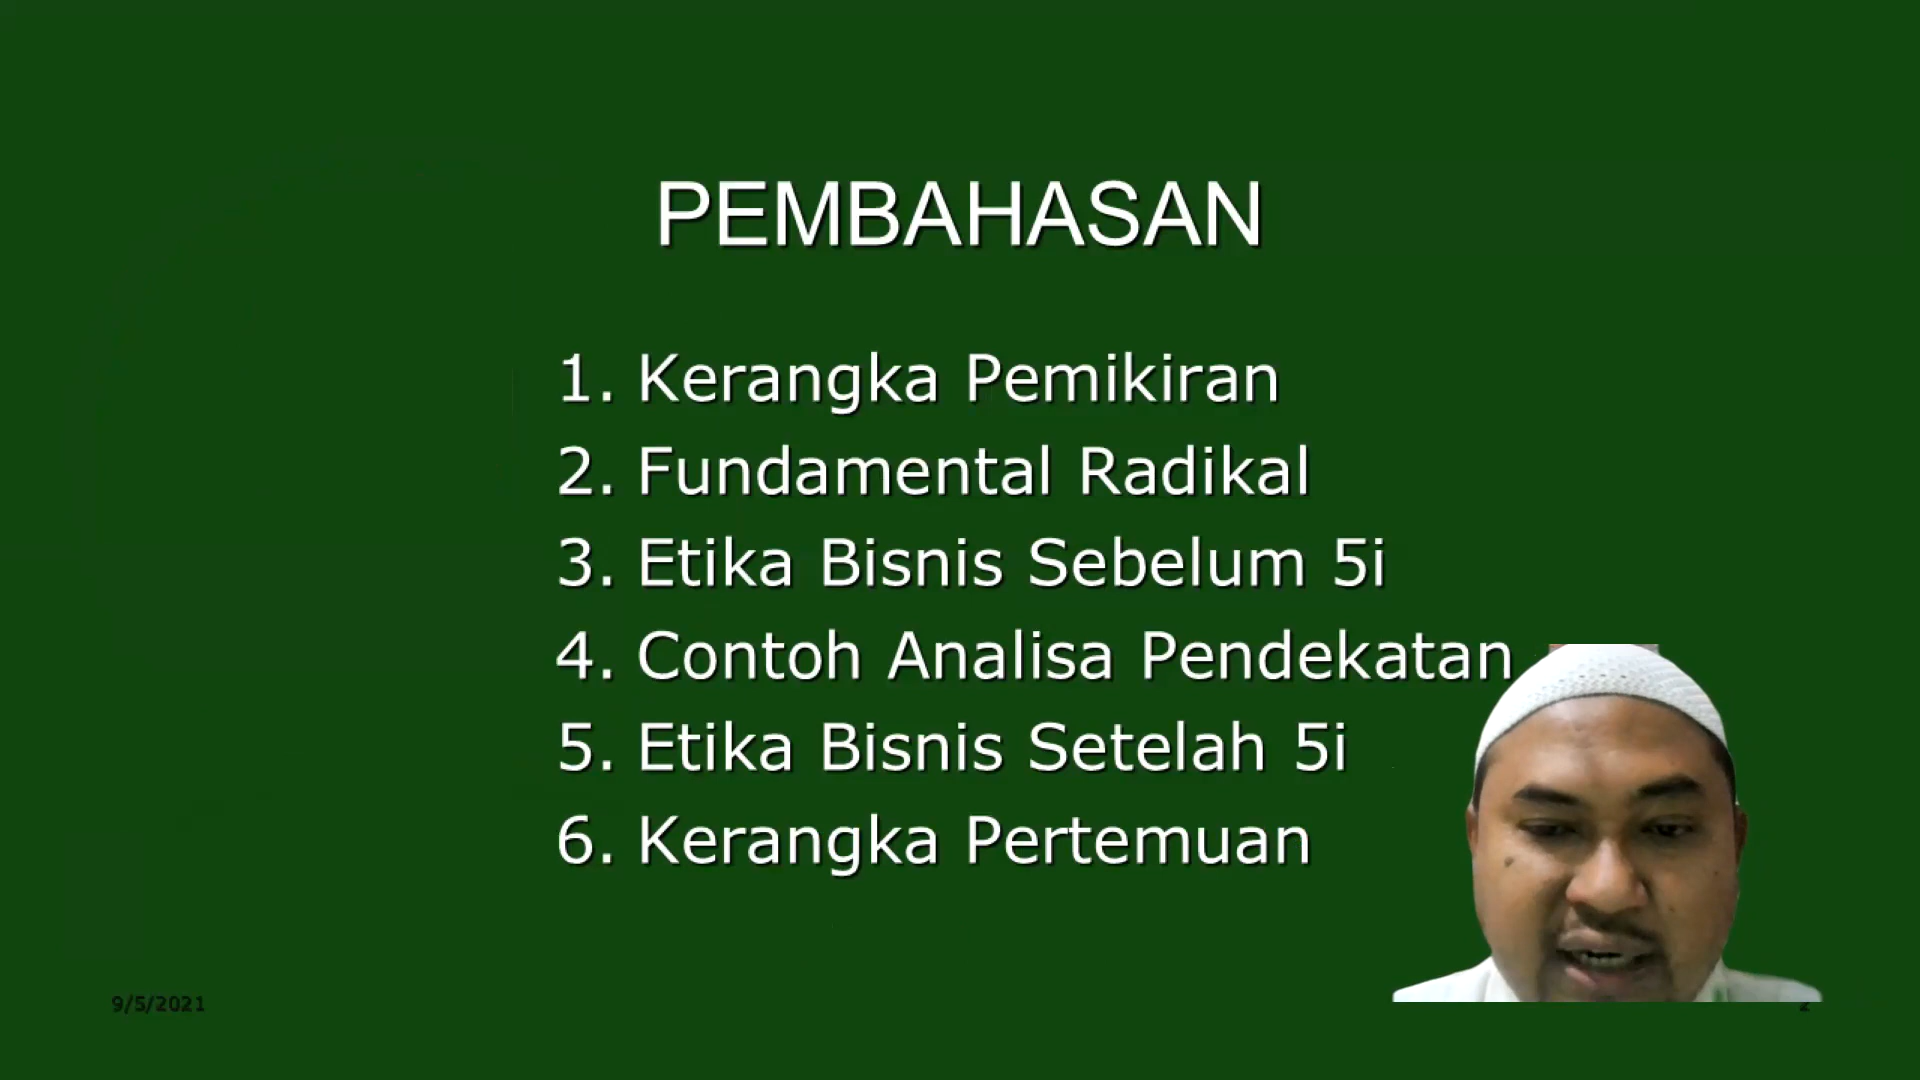 PEMBAHASAN
1. Kerangka Pemikiran
2. Fundamental Radikal
3. Etika Bisnis Sebelum 5i
4. Contoh Analisa Pendekatan
5. Etika Bisnis Setelah 5i
6. Kerangka Pertemuan
9/5/2021
2